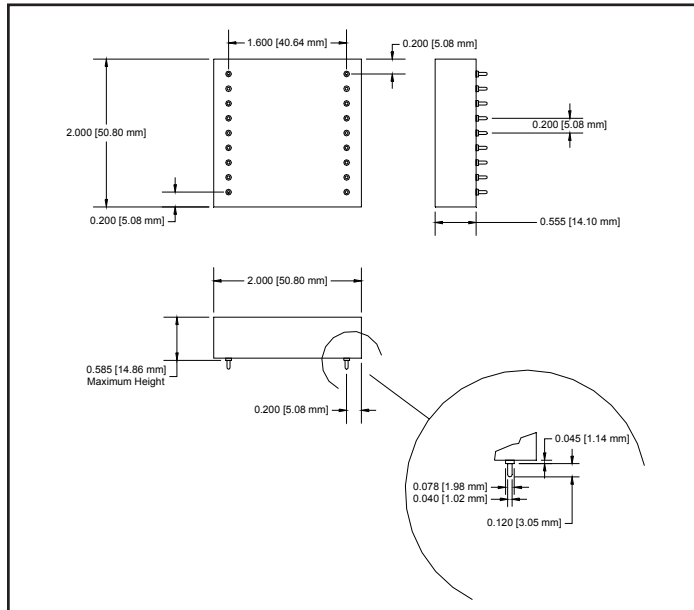 1.600 [40.64 mm]
0.200 [5.08 mm]
2.000 [50.80 mm]
0.200 [5.08 mm]
0.200 [5.08 mm]
0.555 [14.10 mm]
2.000 [50.80 mm]
0.585 [14.86 mm]
Maximum Height
0.200 [5.08 mm]
0.045 [1.14 mm]
0.078 [1.98 mm]
0.040 [1.02 mm]
0.120 [3.05 mm]